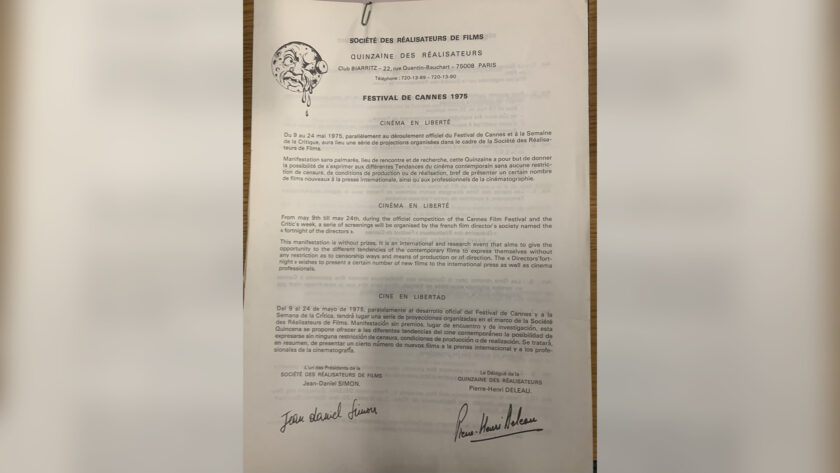 SOCIÉTÉ DES RÉALISATEURS DE FILMS
QUINZAINE DES RÉALISATEURS
Club BIARRITZ - 22, rue Quentin-Bauchart - 75008 PARIS
Téléphone : 720-13-89 - 720-13-90
FESTIVAL DE CANNES 1975
CINÉMA EN LIBERTÉ
Du 9 au 24 mai 1975, parallèlement au déroulement officiel du Festival de Cannes et à la Semaine
de la Critique, aura lieu une série de projections organisées dans le cadre de la Société des Réalisa-
teurs de Films.
Manifestation sans palmarès, lieu de rencontre et de recherche, cette Quinzaine a pour but de donner
la possibilité de s'exprimer aux différentes Tendances du cinéma contemporain sans aucune restric-
tion de censure, de conditions de production ou de réalisation, bref de présenter un certain nombre
de films nouveaux à la presse internationale, ainsi qu'aux professionnels de la cinématographie.
CINÉMA EN LIBERTÉ
From may 9th till may 24th, during the official competition of the Cannes Film Festival and the
Critic's week, a serie of screenings will be organised by the french film director's society named the
« fortnight of the directors ».
This manifestation is without prizes. It is an international and research event that aims to give the
opportunity to the different tendencies of the contemporary films to express themselves without
any restriction as to censorship ways and means of production or of direction. The « Directors'fort-
night » wishes to present a certain number of new films to the international press as well as cinema
professionals.
CINE EN LIBERTAD
Del 9 al 24 de mayo de 1975, paralelamente al desarrollo oficial del Festival de Cannes y a la
Semana de la Crítica, tendrá lugar una serie de proyecciones organizadas en el marco de la Société
des Réalisateurs de Films. Manifestación sin premios, lugar de encuentro y de investigación, esta
Quincena se propone ofrecer a las diferentes tendencias del cine contemporáneo la posibilidad de
expresarse sin ninguna restricción de censura, condiciones de producción o de realización. Se tratará,
en resumen, de presentar un cierto número de nuevos films a la prensa internacional y a los profe-
sionales de la cinematografía.
L'un des Présidents de la
SOCIÉTÉ DES RÉALISATEURS DE FILMS
Jean-Daniel SIMON.
Le Délégué de la
QUINZAINE DES RÉALISATEURS
Pierre-Henri DELEAU.
Jean Daniel Simon
Pierre-Henri Deleau